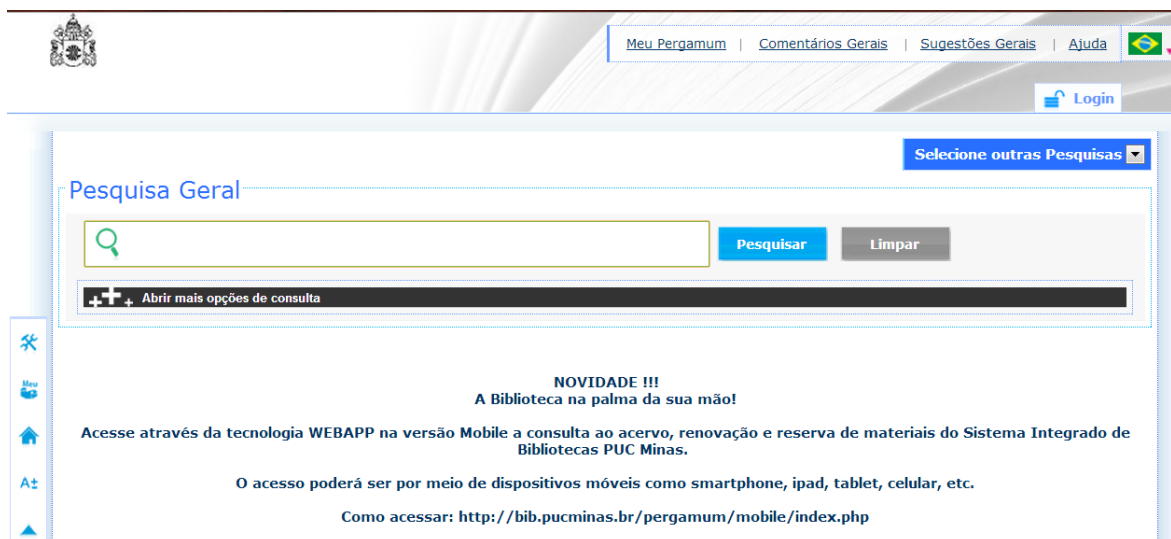 Meu Pergamum | Comentários Gerais | Sugestões Gerais | Ajuda
Login
Selecione outras Pesquisas
Pesquisa Geral
Pesquisar
Limpar
Abrir mais opções de consulta
Meu
A±
NOVIDADE !!!
A Biblioteca na palma da sua mão!
Acesse através da tecnologia WEBAPP na versão Mobile a consulta ao acervo, renovação e reserva de materiais do Sistema Integrado de
Bibliotecas PUC Minas.
O acesso poderá ser por meio de dispositivos móveis como smartphone, ipad, tablet, celular, etc.
Como acessar: http://bib.pucminas.br/pergamum/mobile/index.php